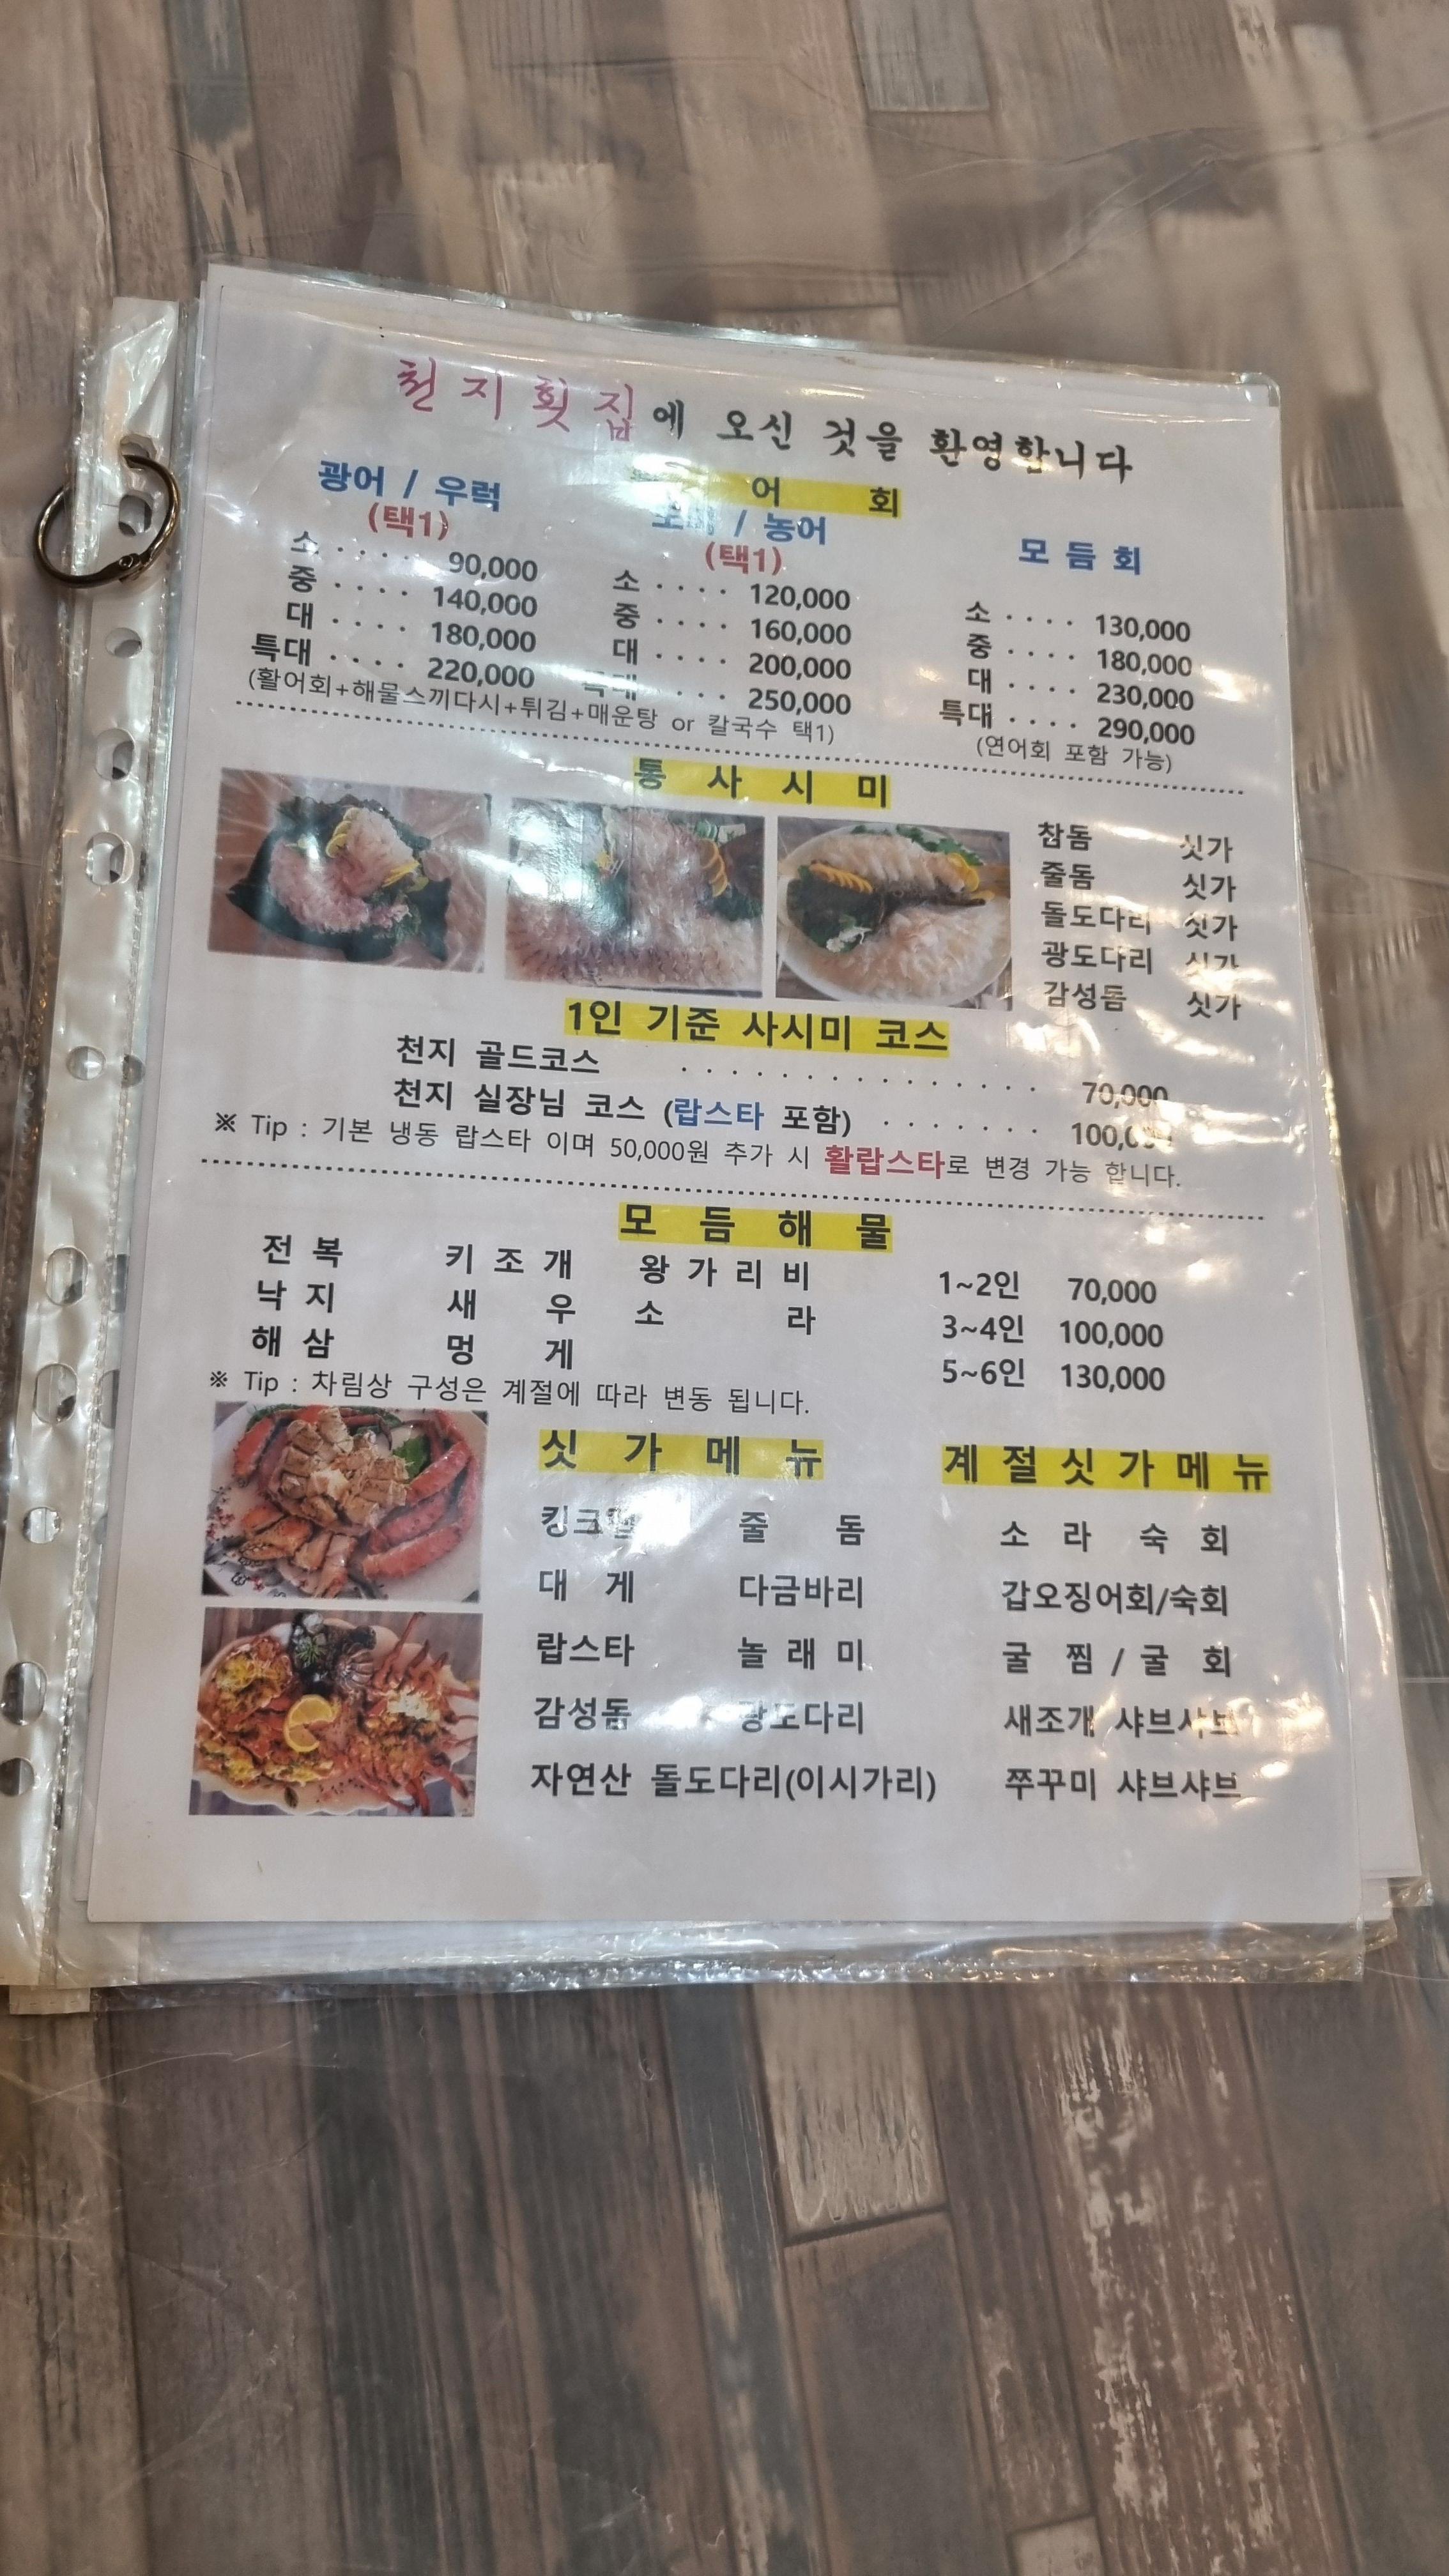 천지횟집에 오신 것을 환영합니다
어 회
광어 / 우럭
(택1)
소 ···· 90,000
중 ···· 140,000
대 ···· 180,000
특대 ···· 220,000
/ 농어
(택1)
소 ···· 120,000
중 ···· 160,000
대 ···· 200,000
특대 ···· 250,000
(활어회+해물스끼다시+튀김+매운탕 or 칼국수 택1)
모 듬 회
소 ···· 130,000
중 ···· 180,000
대 ···· 230,000
특대 ···· 290,000
(연어회 포함 가능)
통 사 시 미
참돔 싯가
줄돔 싯가
돌도다리 싯가
광도다리 싯가
감성돔 싯가
1인 기준 사시미 코스
천지 골드코스 ··············· 70,000
천지 실장님 코스 (랍스타 포함) ·······
※ Tip : 기본 냉동 랍스타 이며 50,000원 추가 시 활랍스타로 변경 가능 합니다.
모 듬 해 물
전 복 키 조 개 왕 가 리 비
낙 지 새 우 소 라
해 삼 멍 게
1~2인 70,000
3~4인 100,000
5~6인 130,000
※ Tip : 차림상 구성은 계절에 따라 변동 됩니다.
싯 가 메 뉴
킹크랩 줄 돔
대 게 다금바리
랍스타 놀 래 미
감성돔 광도다리
자연산 돌도다리(이시가리)
계 절 싯 가 메 뉴
소 라 숙 회
갑오징어회/숙회
굴 찜 / 굴 회
새조개 샤브샤브
쭈꾸미 샤브샤브